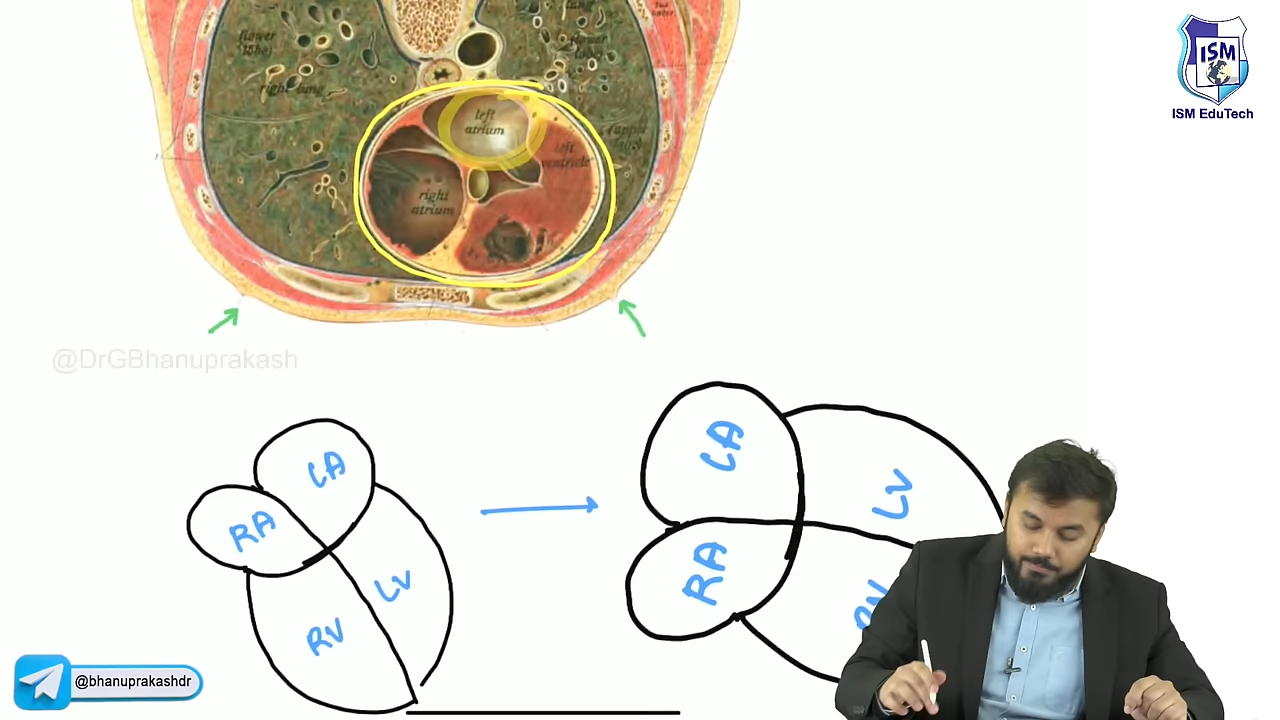 flower
lobe)
right lung
left
atrium
left
ventricle
right
atrium
ISM
ISM EduTech
@DrGBhanuprakash
LA
RA
LV
RV
LA
LV
RA
@bhanuprakashdr